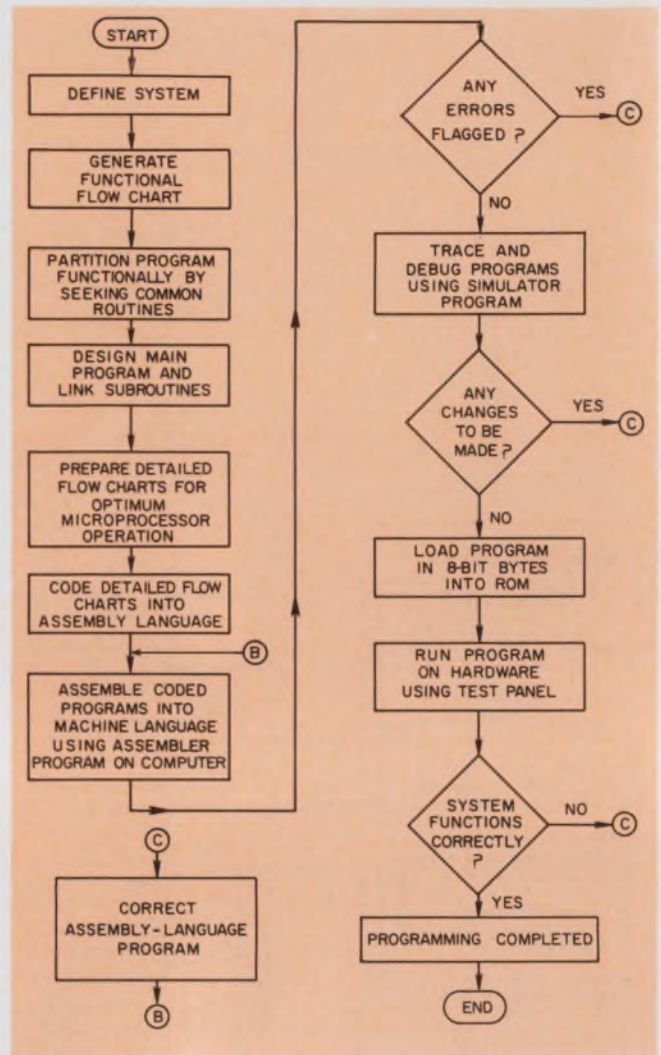 START
DEFINE SYSTEM
GENERATE
FUNCTIONAL
FLOW CHART
PARTITION PROGRAM
FUNCTIONALLY BY
SEEKING COMMON
ROUTINES
DESIGN MAIN
PROGRAM AND
LINK SUBROUTINES
PREPARE DETAILED
FLOW CHARTS FOR
OPTIMUM
MICROPROCESSOR
OPERATION
CODE DETAILED FLOW
CHARTS INTO
ASSEMBLY LANGUAGE
B
ASSEMBLE CODED
PROGRAMS INTO
MACHINE LANGUAGE
USING ASSEMBLER
PROGRAM ON COMPUTER
C
CORRECT
ASSEMBLY-LANGUAGE
PROGRAM
B
ANY
ERRORS
FLAGGED ?
YES
C
NO
TRACE AND
DEBUG PROGRAMS
USING SIMULATOR
PROGRAM
ANY
CHANGES
TO BE
MADE ?
YES
C
NO
LOAD PROGRAM
IN 8-BIT BYTES
INTO ROM
RUN PROGRAM
ON HARDWARE
USING TEST PANEL
SYSTEM
FUNCTIONS
CORRECTLY
?
NO
C
YES
PROGRAMMING COMPLETED
END